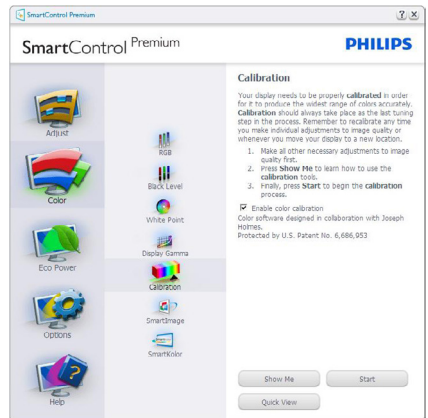 SmartControl Premium
SmartControl Premium
PHILIPS
Adjust
Color
Eco Power
Options
Help
RGB
Black Level
White Point
Display Gamma
Calibration
SmartImage
SmartKolor
Calibration
Your display needs to be properly calibrated in order
for it to produce the widest range of colors accurately.
Calibration should always take place as the last tuning
step in the process. Remember to recalibrate any time
you make individual adjustments to image quality or
whenever you move your display to a new location.
1. Make all other necessary adjustments to image
quality first.
2. Press Show Me to learn how to use the
calibration tools.
3. Finally, press Start to begin the calibration
process.
Enable color calibration
Color software designed in collaboration with Joseph
Holmes.
Protected by U.S. Patent No. 6,686,953
Show Me
Start
Quick View